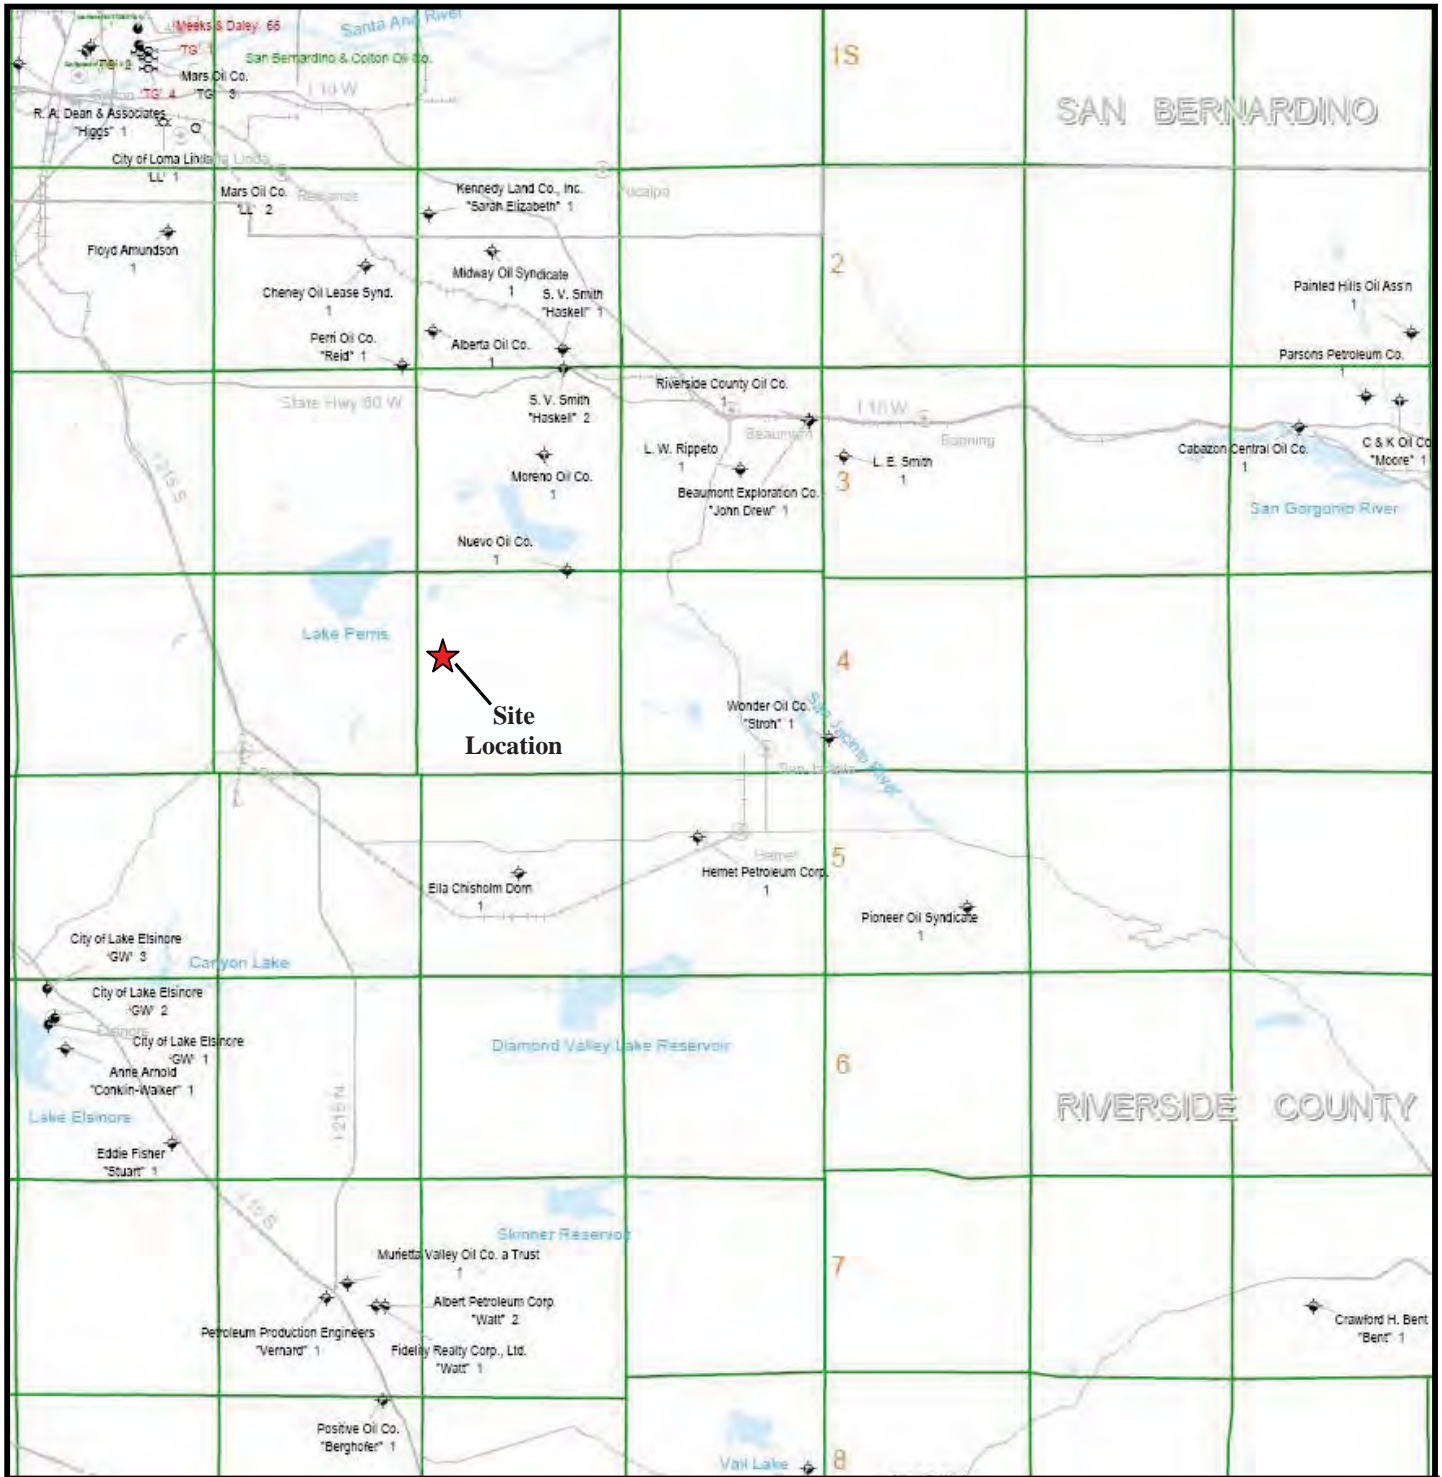 Meeks & Daley 66
Santa Ana River
1S
'TG' 1
San Bernardino & Colton Oil Co.
'TG' 2
Mars Oil Co.
'TG' 4
'TG' 3
I 10 W
SAN BERNARDINO
R. A. Dean & Associates
"Higgs" 1
City of Loma Linda
'LL' 1
Mars Oil Co.
'LL' 2
Redlands
Kennedy Land Co., Inc.
"Sarah Elizabeth" 1
Yucaipa
Floyd Amundson
1
2
Midway Oil Syndicate
1
Cheney Oil Lease Synd.
1
S. V. Smith
"Haskell" 1
Painted Hills Oil Ass'n
1
Perri Oil Co.
"Reid" 1
Alberta Oil Co.
1
Parsons Petroleum Co.
1
Riverside County Oil Co.
1
State Hwy 60 W
S. V. Smith
"Haskell" 2
I 10 W
Beaumont
Banning
L. W. Rippeto
1
Cabazon Central Oil Co.
1
C & K Oil Co
"Moore" 1
L. E. Smith
1
I 215 S
Moreno Oil Co.
1
3
Beaumont Exploration Co.
"John Drew" 1
San Gorgonio River
Nuevo Oil Co.
1
Lake Perris
4
Site
Location
Wonder Oil Co.
"Stroh" 1
San Jacinto River
San Jacinto
Hemet
5
Ella Chisholm Dorn
1
Hemet Petroleum Corp.
1
Pioneer Oil Syndicate
1
City of Lake Elsinore
'GW' 3
Canyon Lake
City of Lake Elsinore
'GW' 2
Elsinore
City of Lake Elsinore
'GW' 1
Diamond Valley Lake Reservoir
6
Anne Arnold
"Conklin-Walker" 1
Lake Elsinore
I 215 N
RIVERSIDE COUNTY
Eddie Fisher
"Stuart" 1
I 15 S
Skinner Reservoir
Murietta Valley Oil Co. a Trust
1
7
Albert Petroleum Corp.
"Watt" 2
Petroleum Production Engineers
"Vernard" 1
Fidelity Realty Corp., Ltd.
"Watt" 1
Crawford H. Bent
"Bent" 1
Positive Oil Co.
"Berghofer" 1
Vail Lake
8